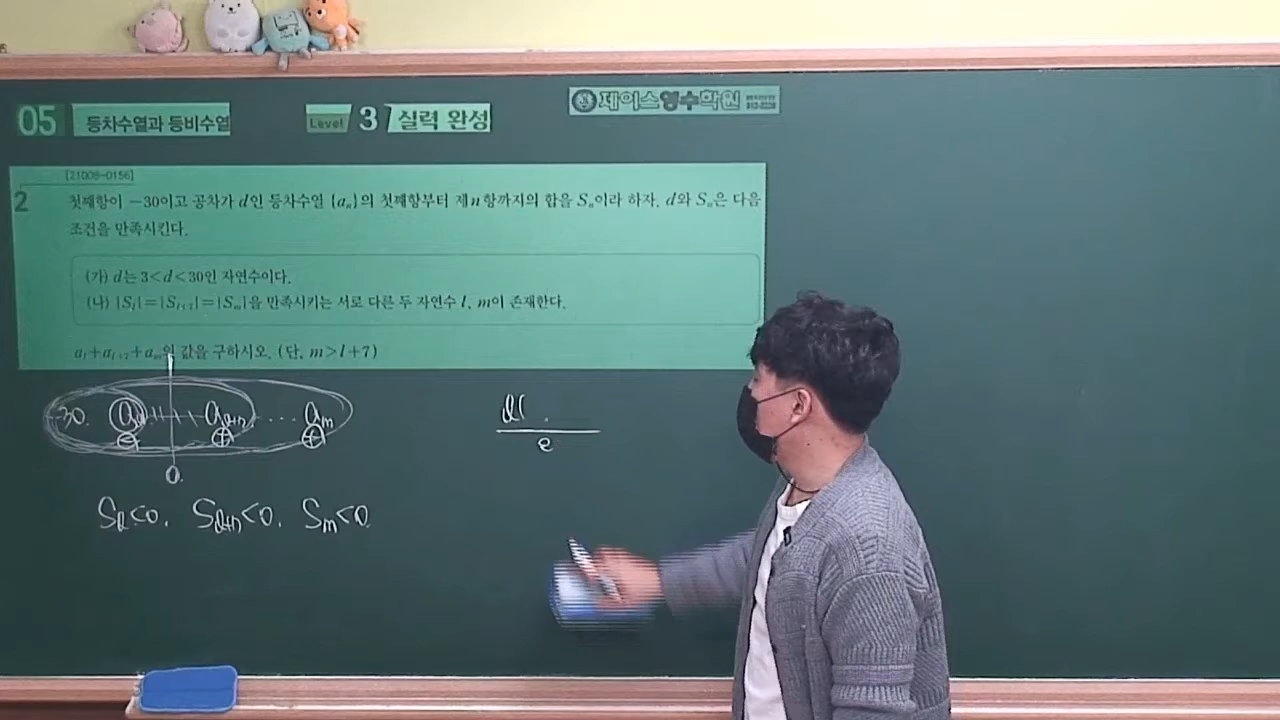 05 등차수열과 등비수열 Level 3 실력 완성 제이스영수학원
[21008-0156]
2 첫째항이 -30이고 공차가 d인 등차수열 {aₙ}의 첫째항부터 제n항까지의 합을 Sₙ이라 하자. d와 Sₙ은 다음
조건을 만족시킨다.
(가) d는 3<d<30인 자연수이다.
(나) |Sₗ|=|Sₗ₊₇|=|Sₘ|을 만족시키는 서로 다른 두 자연수 l, m이 존재한다.
aₗ+aₗ₊₇+aₘ의 값을 구하시오. (단, m>l+7)
-30. aₗ aₗ₊₇ ... aₘ
⊖ ⊕ ⊕
0.
Sₗ<0. Sₗ₊₇<0. Sₘ<0.